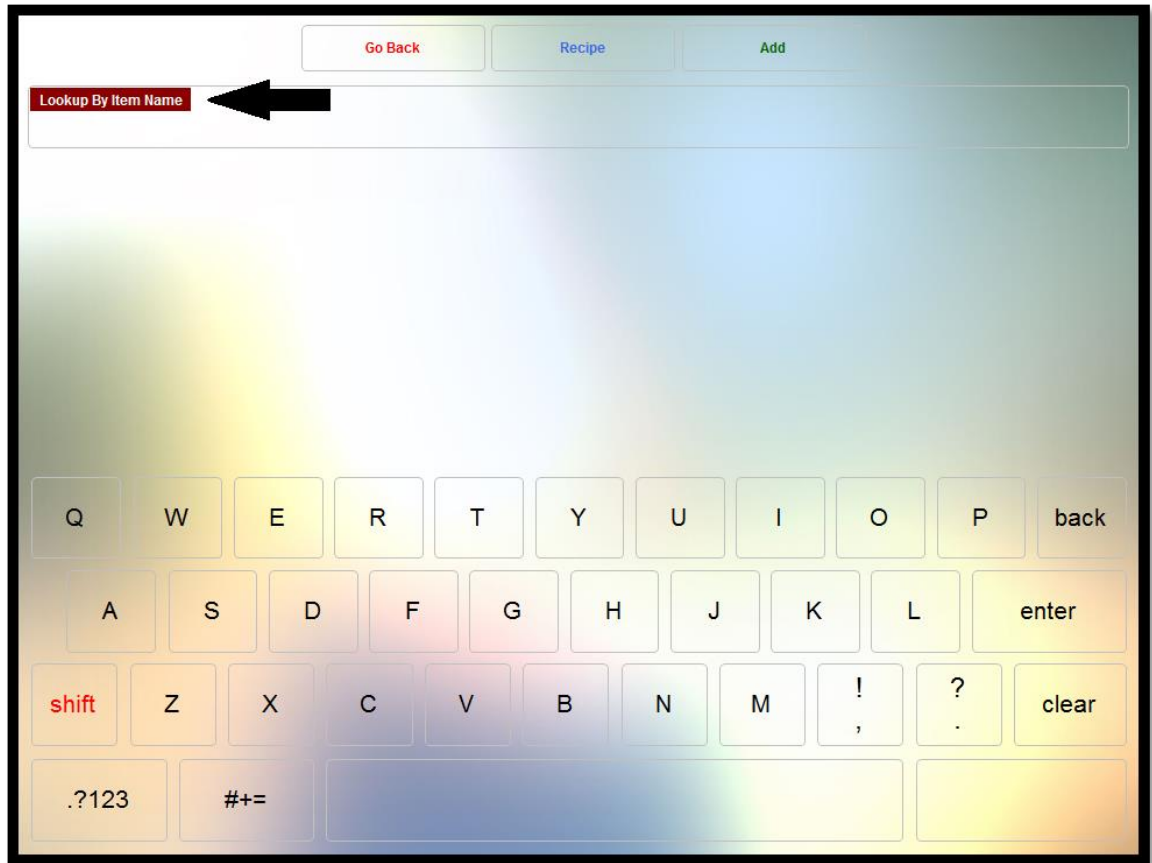 Go Back Recipe Add
Lookup By Item Name
Q W E R T Y U I O P back
A S D F G H J K L enter
shift Z X C V B N M ! , ? . clear
.?123 #+=